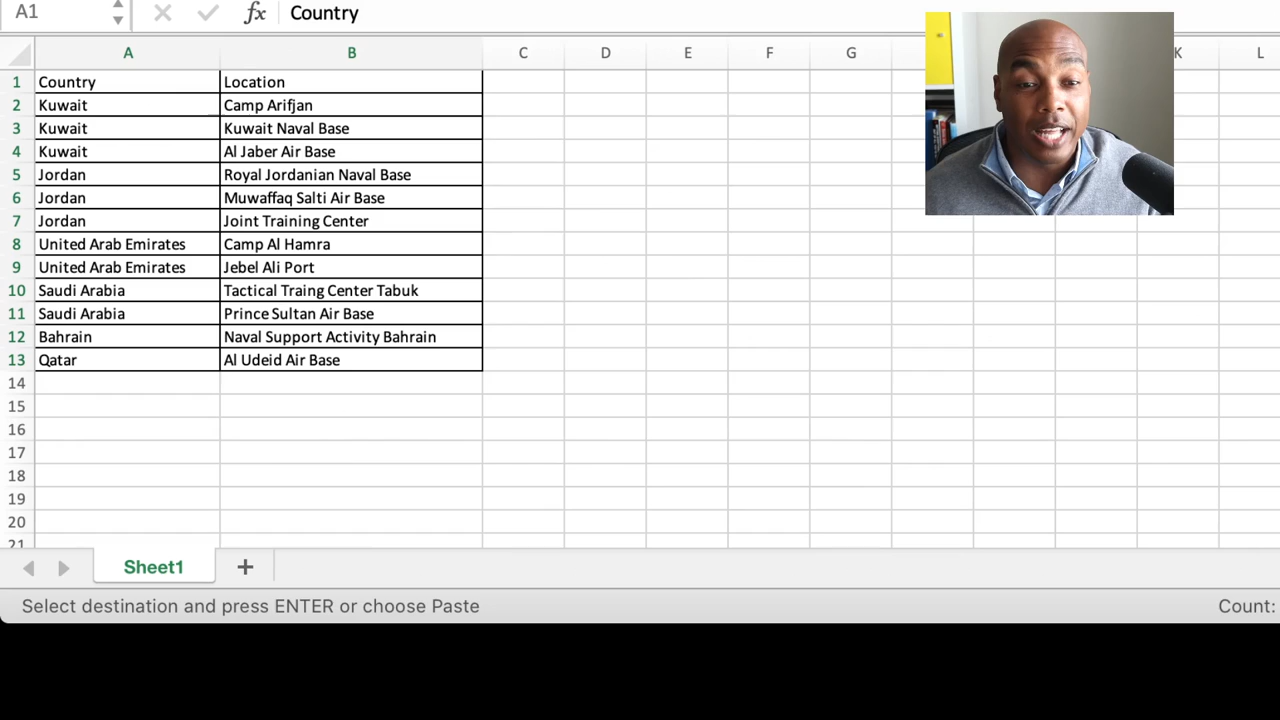 A1 fx Country
A B C D E F G K L
1 Country Location
2 Kuwait Camp Arifjan
3 Kuwait Kuwait Naval Base
4 Kuwait Al Jaber Air Base
5 Jordan Royal Jordanian Naval Base
6 Jordan Muwaffaq Salti Air Base
7 Jordan Joint Training Center
8 United Arab Emirates Camp Al Hamra
9 United Arab Emirates Jebel Ali Port
10 Saudi Arabia Tactical Traing Center Tabuk
11 Saudi Arabia Prince Sultan Air Base
12 Bahrain Naval Support Activity Bahrain
13 Qatar Al Udeid Air Base
14
15
16
17
18
19
20
21
Sheet1 +
Select destination and press ENTER or choose Paste Count: